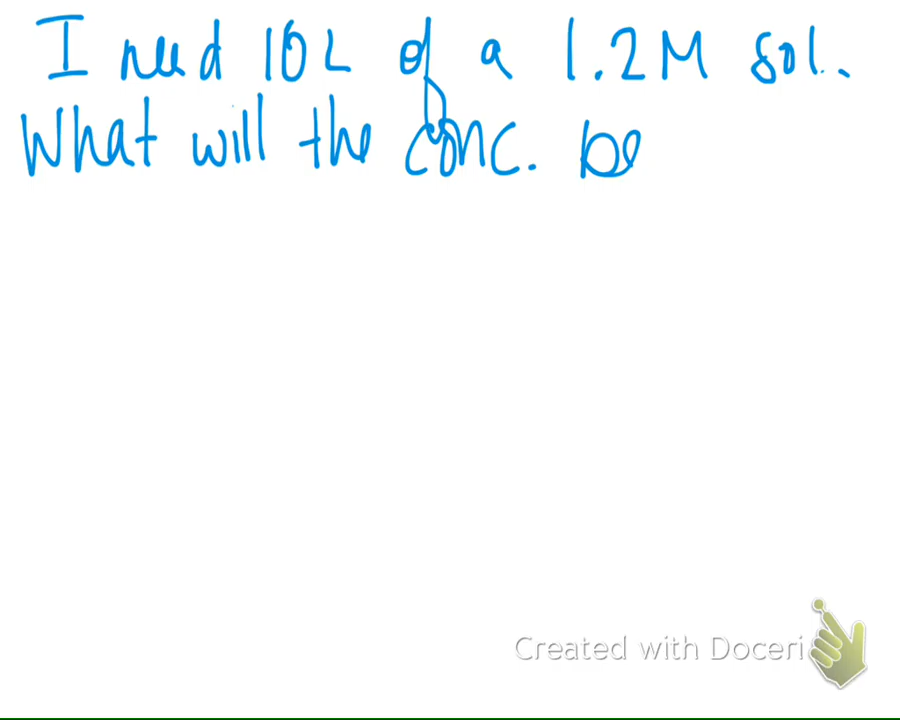 I need 10L of a 1.2M sol.
What will the conc. be
Created with Doceri